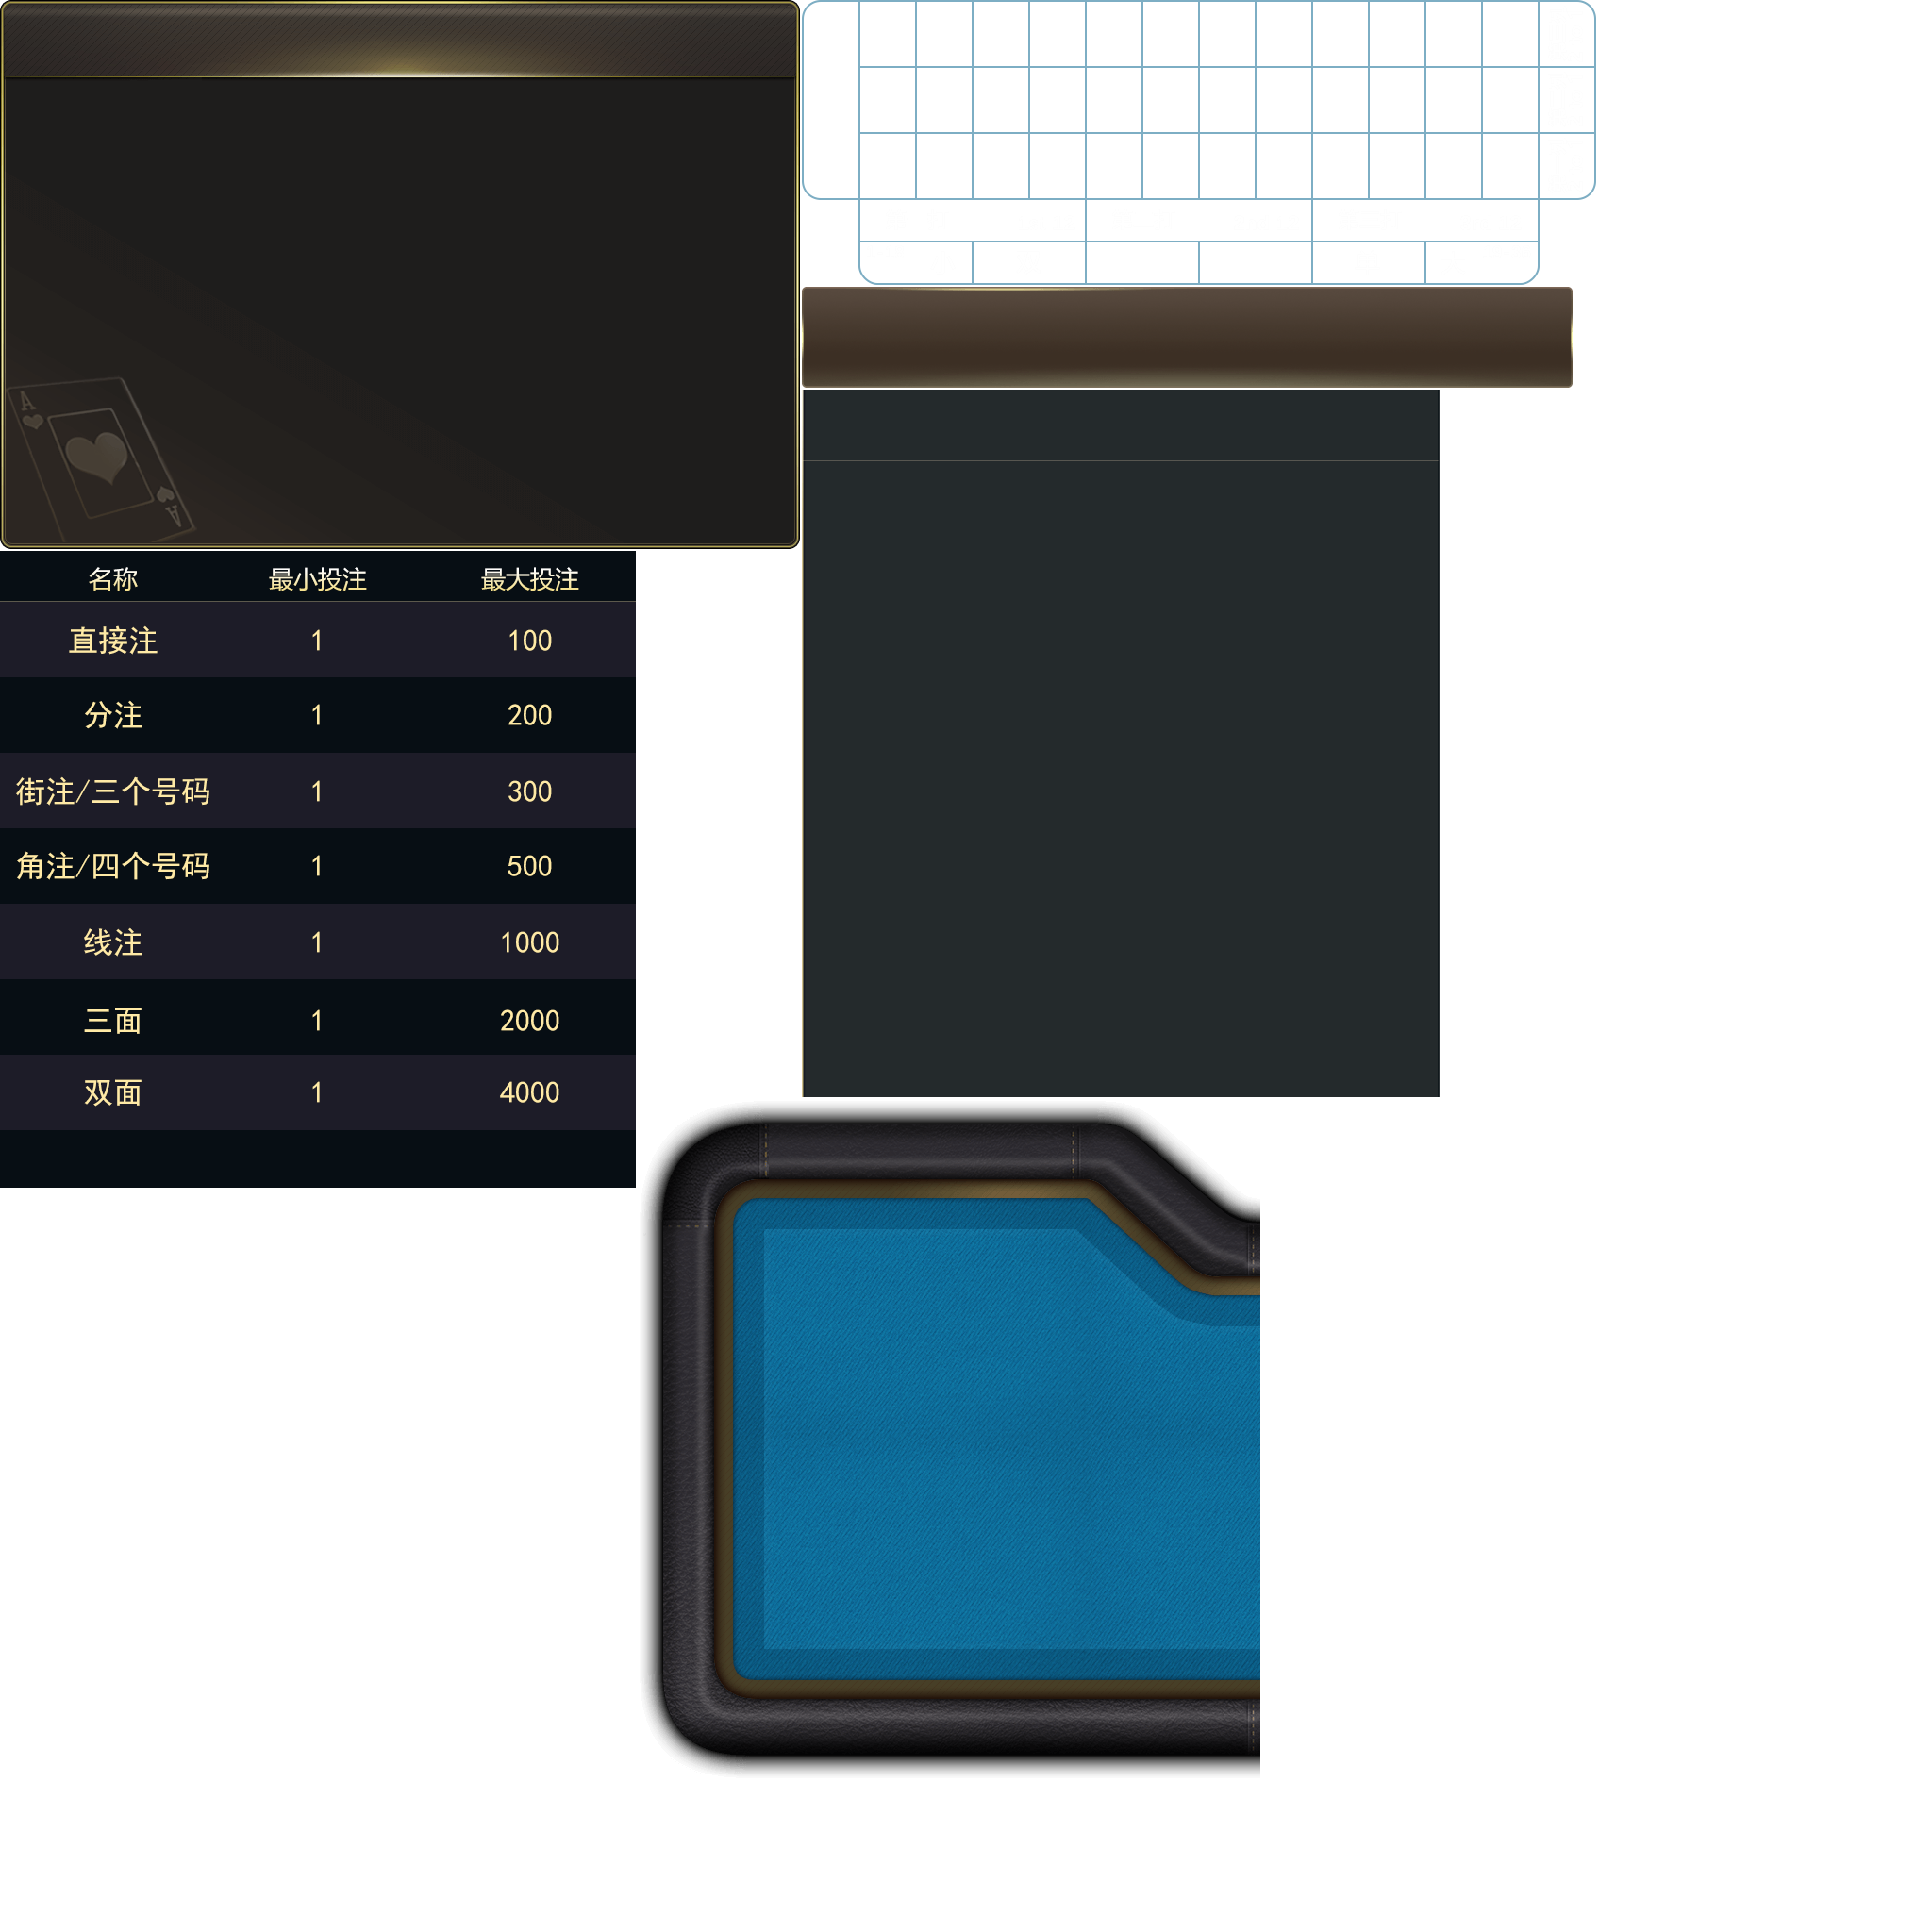 A
A
名称 最小投注 最大投注
直接注 1 100
分注 1 200
街注/三个号码 1 300
角注/四个号码 1 500
线注 1 1000
三面 1 2000
双面 1 4000